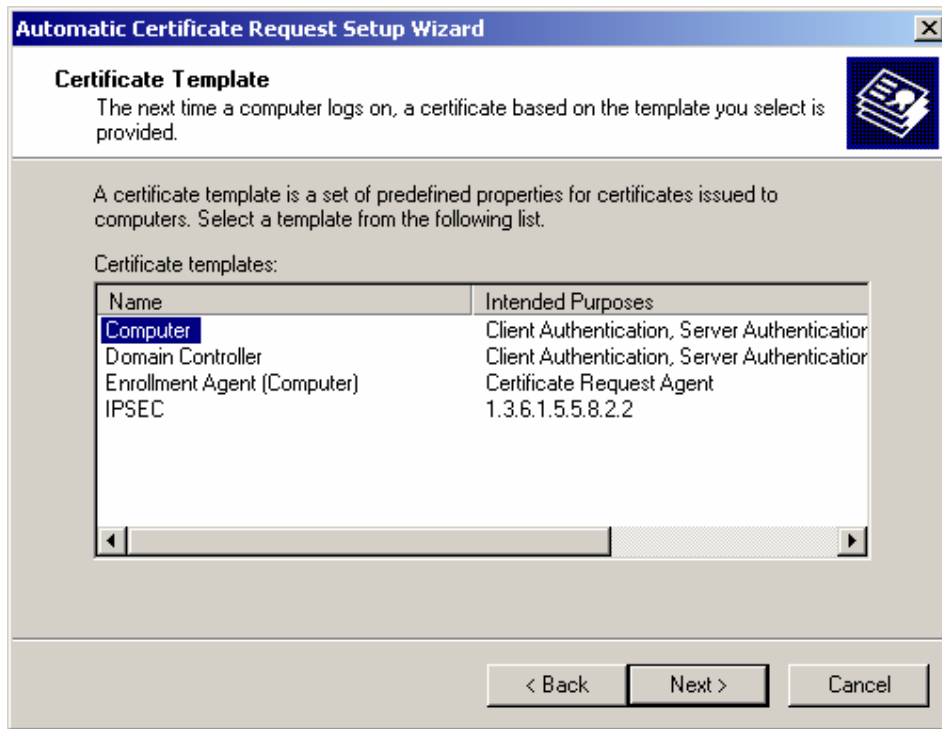 Automatic Certificate Request Setup Wizard
Certificate Template
The next time a computer logs on, a certificate based on the template you select is
provided.
A certificate template is a set of predefined properties for certificates issued to
computers. Select a template from the following list.
Certificate templates:
Name Intended Purposes
Computer Client Authentication, Server Authentication
Domain Controller Client Authentication, Server Authentication
Enrollment Agent (Computer) Certificate Request Agent
IPSEC 1.3.6.1.5.5.8.2.2
< Back Next > Cancel